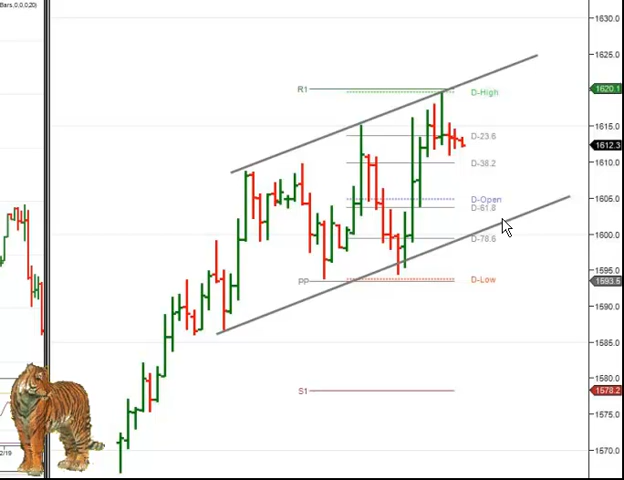 Bars,0,0,0,20)
1630.0
1625.0
R1
1620.1
D-High
1615.0
D-23.6
1612.3
D-38.2
1610.0
D-Open
1605.0
D-61.8
1600.0
D-78.6
1595.0
PP
D-Low
1593.5
1590.0
1585.0
1580.0
S1
1578.2
1575.0
1570.0
2/19